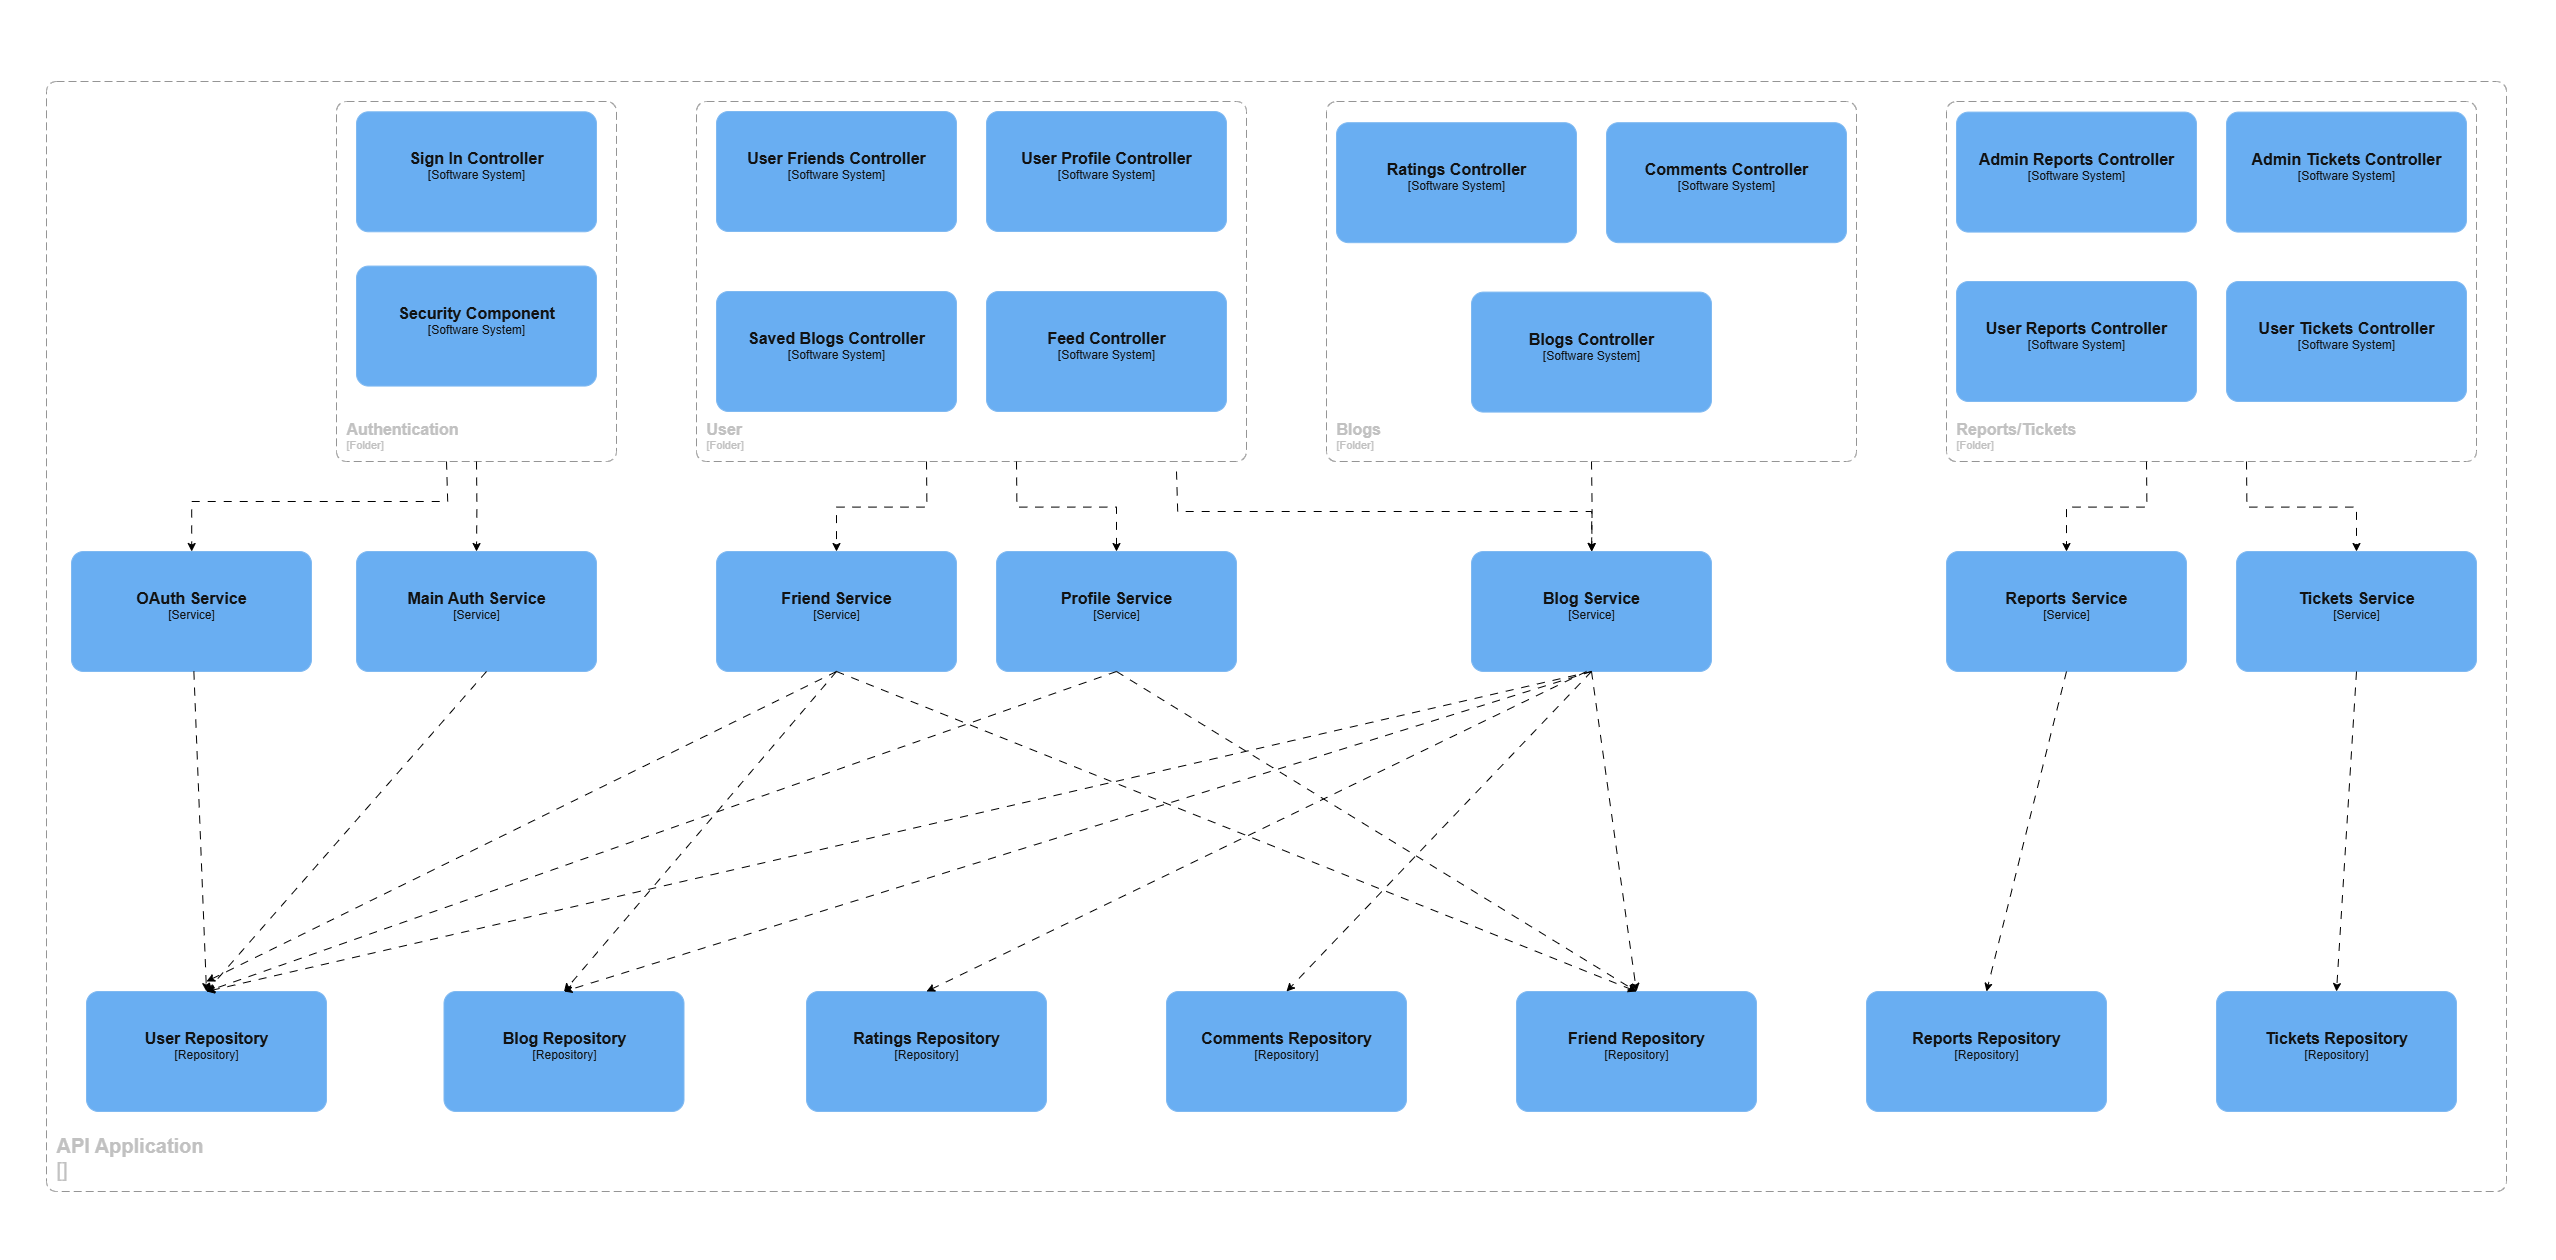 Sign In Controller
[Software System]
Security Component
[Software System]
Authentication
[Folder]
User Friends Controller
[Software System]
User Profile Controller
[Software System]
Saved Blogs Controller
[Software System]
Feed Controller
[Software System]
User
[Folder]
Ratings Controller
[Software System]
Comments Controller
[Software System]
Blogs Controller
[Software System]
Blogs
[Folder]
Admin Reports Controller
[Software System]
Admin Tickets Controller
[Software System]
User Reports Controller
[Software System]
User Tickets Controller
[Software System]
Reports/Tickets
[Folder]
OAuth Service
[Service]
Main Auth Service
[Service]
Friend Service
[Service]
Profile Service
[Service]
Blog Service
[Service]
Reports Service
[Service]
Tickets Service
[Service]
User Repository
[Repository]
Blog Repository
[Repository]
Ratings Repository
[Repository]
Comments Repository
[Repository]
Friend Repository
[Repository]
Reports Repository
[Repository]
Tickets Repository
[Repository]
API Application
[]